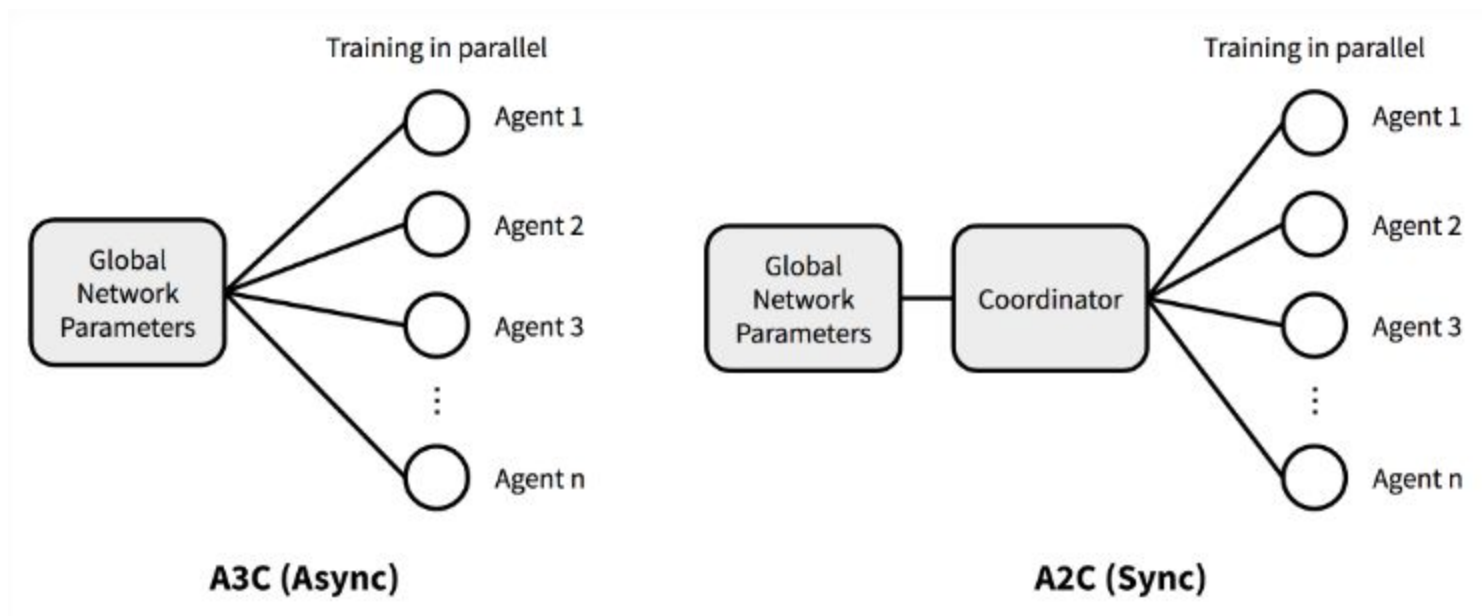 Training in parallel
Agent 1
Agent 2
Global
Network
Parameters
Agent 3
⋮
Agent n
A3C (Async)
Training in parallel
Agent 1
Agent 2
Global
Network
Parameters
Coordinator
Agent 3
⋮
Agent n
A2C (Sync)